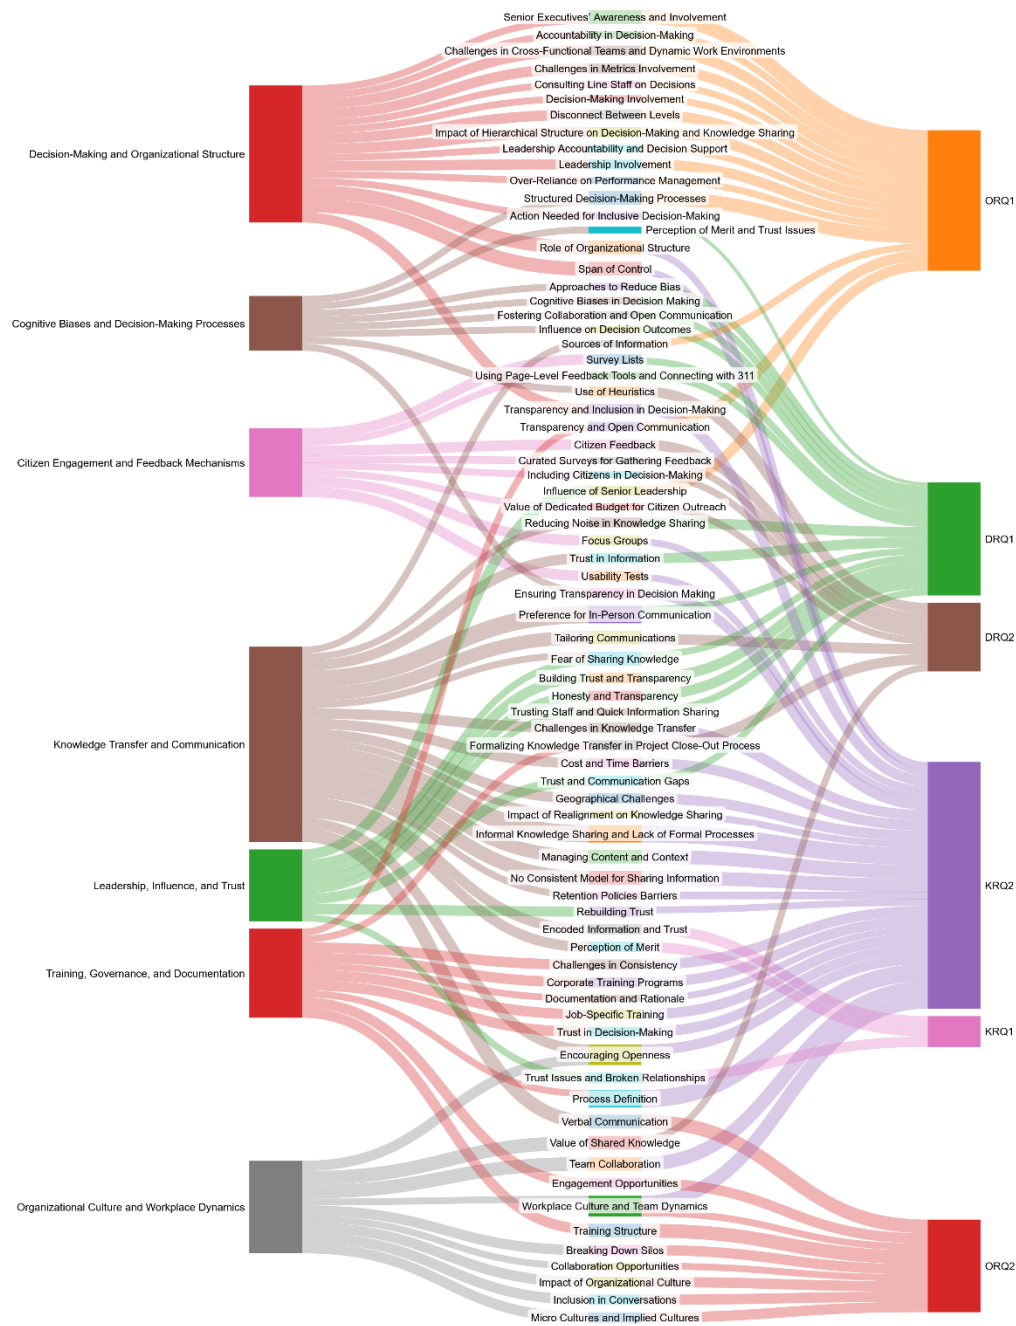 Senior Executives' Awareness and Involvement
Accountability in Decision-Making
Challenges in Cross-Functional Teams and Dynamic Work Environments
Challenges in Metrics Involvement
Consulting Line Staff on Decisions
Decision-Making Involvement
Disconnect Between Levels
Impact of Hierarchical Structure on Decision-Making and Knowledge Sharing
Leadership Accountability and Decision Support
Decision-Making and Organizational Structure
Leadership Involvement
Over-Reliance on Performance Management
Structured Decision-Making Processes
ORQ1
Action Needed for Inclusive Decision-Making
Perception of Merit and Trust Issues
Role of Organizational Structure
Span of Control
Approaches to Reduce Bias
Cognitive Biases in Decision Making
Fostering Collaboration and Open Communication
Cognitive Biases and Decision-Making Processes
Influence on Decision Outcomes
Sources of Information
Survey Lists
Using Page-Level Feedback Tools and Connecting with 311
Use of Heuristics
Transparency and Inclusion in Decision-Making
Transparency and Open Communication
Citizen Feedback
Curated Surveys for Gathering Feedback
Citizen Engagement and Feedback Mechanisms
Including Citizens in Decision-Making
Influence of Senior Leadership
Value of Dedicated Budget for Citizen Outreach
Reducing Noise in Knowledge Sharing
Focus Groups
DRQ1
Trust in Information
Usability Tests
Ensuring Transparency in Decision Making
Preference for In-Person Communication
Tailoring Communications
DRQ2
Fear of Sharing Knowledge
Building Trust and Transparency
Honesty and Transparency
Trusting Staff and Quick Information Sharing
Challenges in Knowledge Transfer
Knowledge Transfer and Communication
Formalizing Knowledge Transfer in Project Close-Out Process
Cost and Time Barriers
Trust and Communication Gaps
Geographical Challenges
Impact of Realignment on Knowledge Sharing
Informal Knowledge Sharing and Lack of Formal Processes
Managing Content and Context
No Consistent Model for Sharing Information
Leadership, Influence, and Trust
KRQ2
Retention Policies Barriers
Rebuilding Trust
Encoded Information and Trust
Perception of Merit
Challenges in Consistency
Training, Governance, and Documentation
Corporate Training Programs
Documentation and Rationale
Job-Specific Training
Trust in Decision-Making
KRQ1
Encouraging Openness
Trust Issues and Broken Relationships
Process Definition
Verbal Communication
Value of Shared Knowledge
Team Collaboration
Engagement Opportunities
Organizational Culture and Workplace Dynamics
Workplace Culture and Team Dynamics
Training Structure
Breaking Down Silos
Collaboration Opportunities
ORQ2
Impact of Organizational Culture
Inclusion in Conversations
Micro Cultures and Implied Cultures